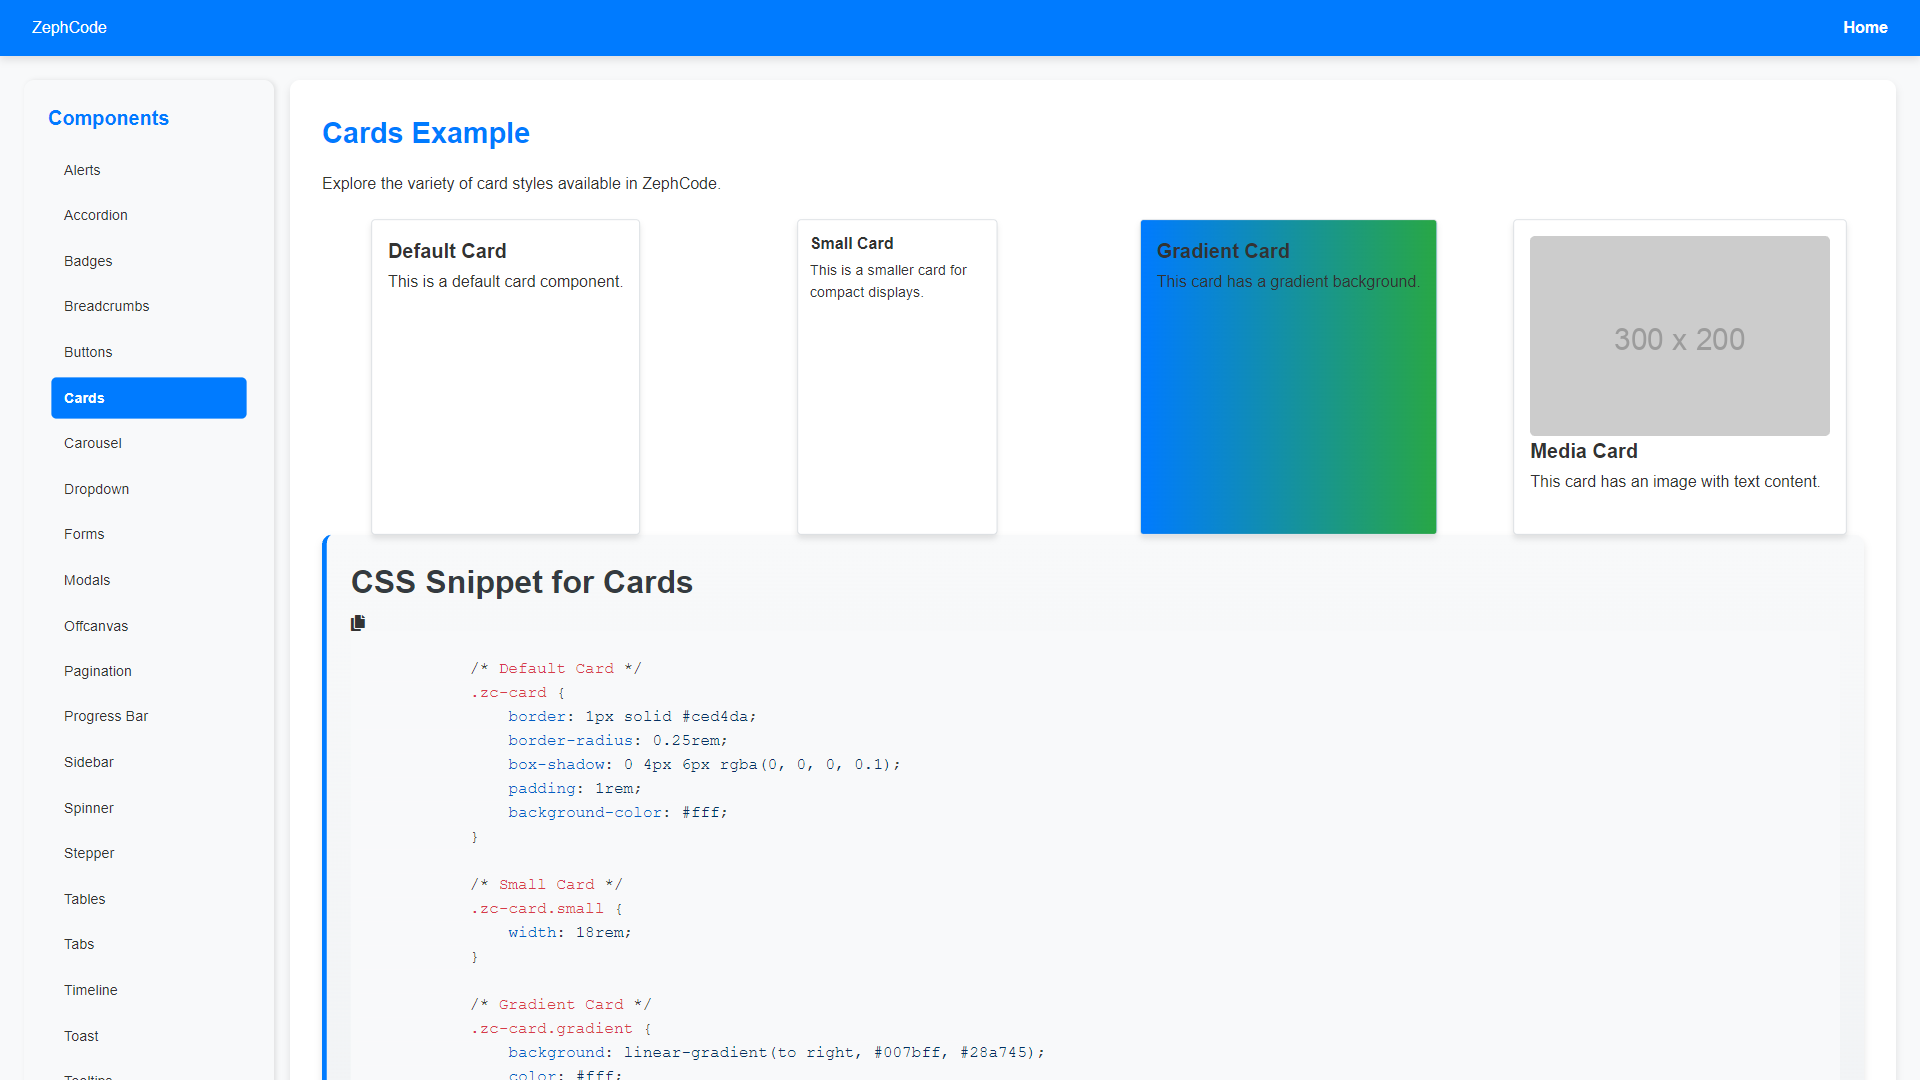 ZephCode
Home
Components
Alerts
Accordion
Badges
Breadcrumbs
Buttons
Cards
Carousel
Dropdown
Forms
Modals
Offcanvas
Pagination
Progress Bar
Sidebar
Spinner
Stepper
Tables
Tabs
Timeline
Toast
Tooltips
Cards Example
Explore the variety of card styles available in ZephCode.
Default Card
This is a default card component.
Small Card
This is a smaller card for
compact displays.
Gradient Card
This card has a gradient background.
300 x 200
Media Card
This card has an image with text content.
CSS Snippet for Cards
/* Default Card */
.zc-card {
    border: 1px solid #ced4da;
    border-radius: 0.25rem;
    box-shadow: 0 4px 6px rgba(0, 0, 0, 0.1);
    padding: 1rem;
    background-color: #fff;
}
/* Small Card */
.zc-card.small {
    width: 18rem;
}
/* Gradient Card */
.zc-card.gradient {
    background: linear-gradient(to right, #007bff, #28a745);
    color: #fff;